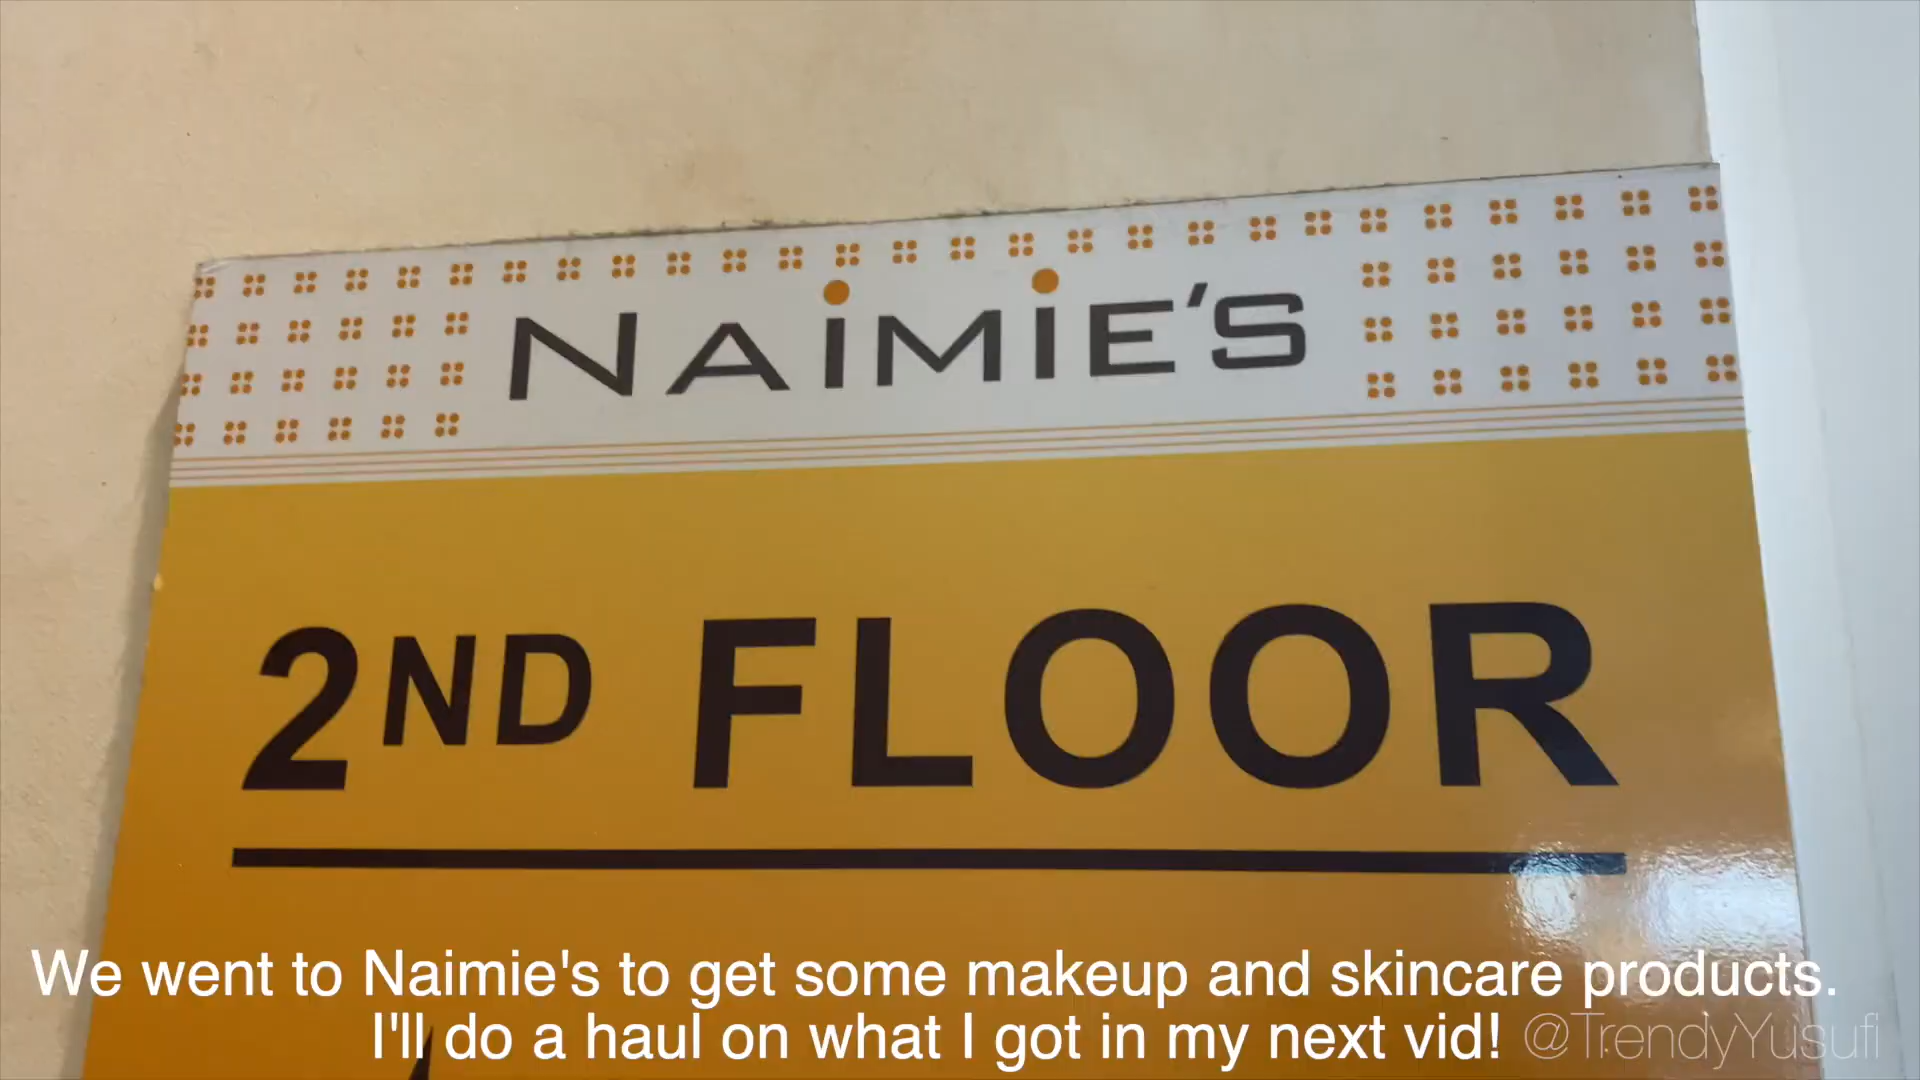 NAiMiE'S
2ND FLOOR
We went to Naimie's to get some makeup and skincare products.
I'll do a haul on what I got in my next vid! @TrendyYusufi